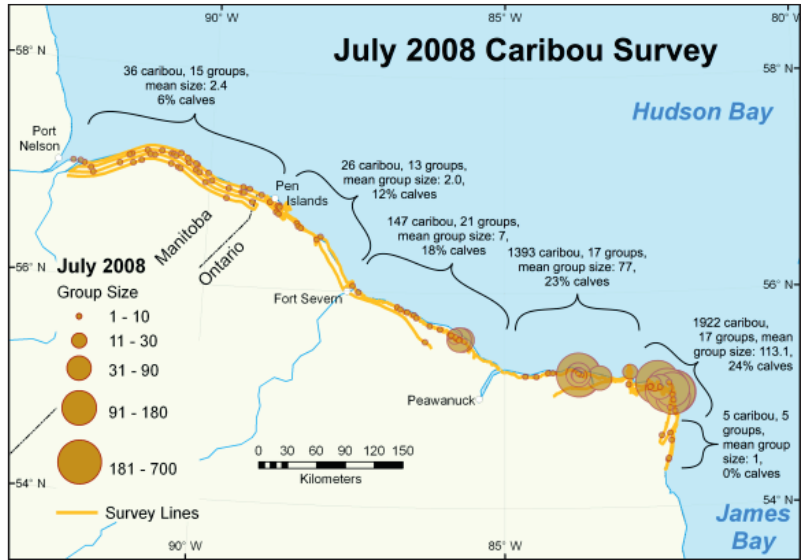 90° W
85° W
80° W
58° N
58° N
July 2008 Caribou Survey
36 caribou, 15 groups,
mean size: 2.4
6% calves
Hudson Bay
Port
Nelson
26 caribou, 13 groups,
mean group size: 2.0,
12% calves
Pen
Islands
147 caribou, 21 groups,
mean group size: 7,
18% calves
Manitoba
Ontario
1393 caribou, 17 groups,
mean group size: 77,
23% calves
56° N
56° N
July 2008
Group Size
1 - 10
11 - 30
31 - 90
91 - 180
181 - 700
Survey Lines
Fort Severn
1922 caribou,
17 groups, mean
group size: 113.1,
24% calves
Peawanuck
5 caribou, 5
groups,
mean group
size: 1,
0% calves
0 15 30 60 90 120 150
Kilometers
54° N
54° N
James
Bay
90° W
85° W